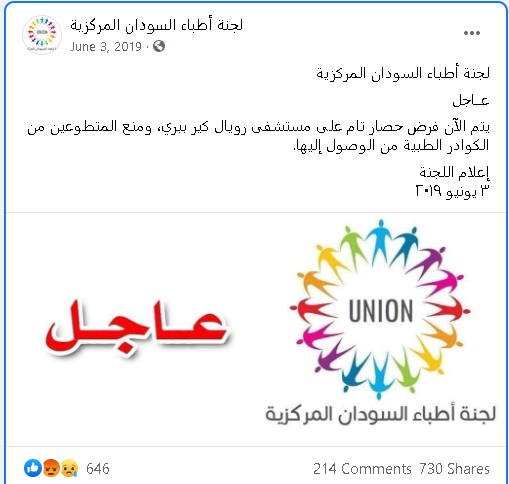 لجنة أطباء السودان المركزية
June 3, 2019 ·
لجنة أطباء السودان المركزية
عـاجل
يتم الآن فرض حصار تام على مستشفى رويال كير ببري، ومنع المتطوعين من
الكوادر الطبية من الوصول إليها.
إعلام اللجنة
٣ يونيو ٢٠١٩
عـاجـل
UNION
لجنة أطباء السودان المركزية
646
214 Comments 730 Shares